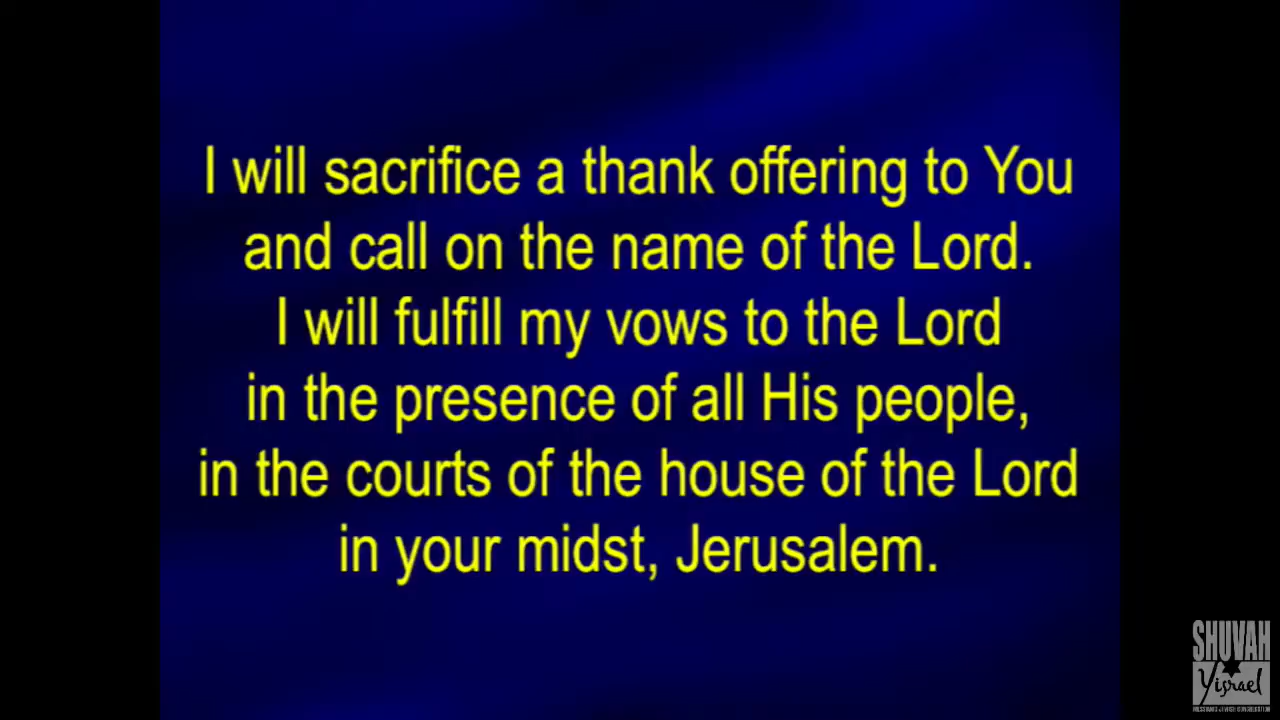 I will sacrifice a thank offering to You
and call on the name of the Lord.
I will fulfill my vows to the Lord
in the presence of all His people,
in the courts of the house of the Lord
in your midst, Jerusalem.
SHUVAH
Yisrael